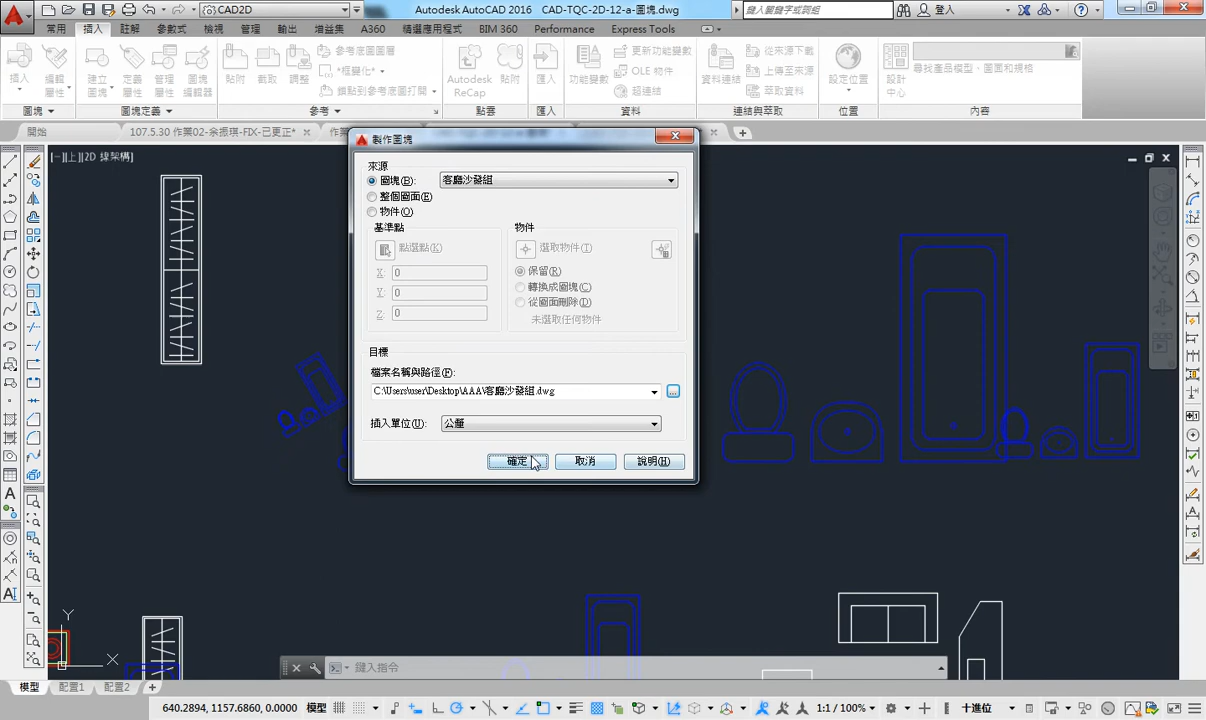 CAD2D
Autodesk AutoCAD 2016 CAD-TQC-2D-12-a-圖塊.dwg
鍵入關鍵字或詞組
登入
常用 插入 註解 參數式 檢視 管理 輸出 增益集 A360 精選應用程式 BIM 360 Performance Express Tools
插入
編輯屬性
建立圖塊
定義屬性
管理屬性
圖塊編輯器
貼附
截取
調整
參考底圖圖層
*框變化*
鎖點到參考底圖打開
Autodesk ReCap
貼附
匯入
功能變數
更新功能變數
OLE 物件
超連結
資料連結
從來源下載
上傳至來源
萃取資料
設定位置
設計中心
尋找產品模型、圖面和規格
圖塊 圖塊定義 參考 點雲 匯入 資料 連結與萃取 位置 內容
開始
107.5.30 作業02-余振琪-FIX-已更正*
[−][上][2D 線架構]
製作圖塊
來源
圖塊(B):
客廳沙發組
整個圖面(E)
物件(O)
基準點
點選點(K)
X: 0
Y: 0
Z: 0
物件
選取物件(T)
保留(R)
轉換成圖塊(C)
從圖面刪除(D)
未選取任何物件
目標
檔案名稱與路徑(F):
C:\Users\user\Desktop\AAA\客廳沙發組.dwg
...
插入單位(U):
公釐
確定
取消
說明(H)
Y
X
鍵入指令
模型 配置1 配置2 +
640.2894, 1157.6860, 0.0000 模型
1:1 / 100%
十進位